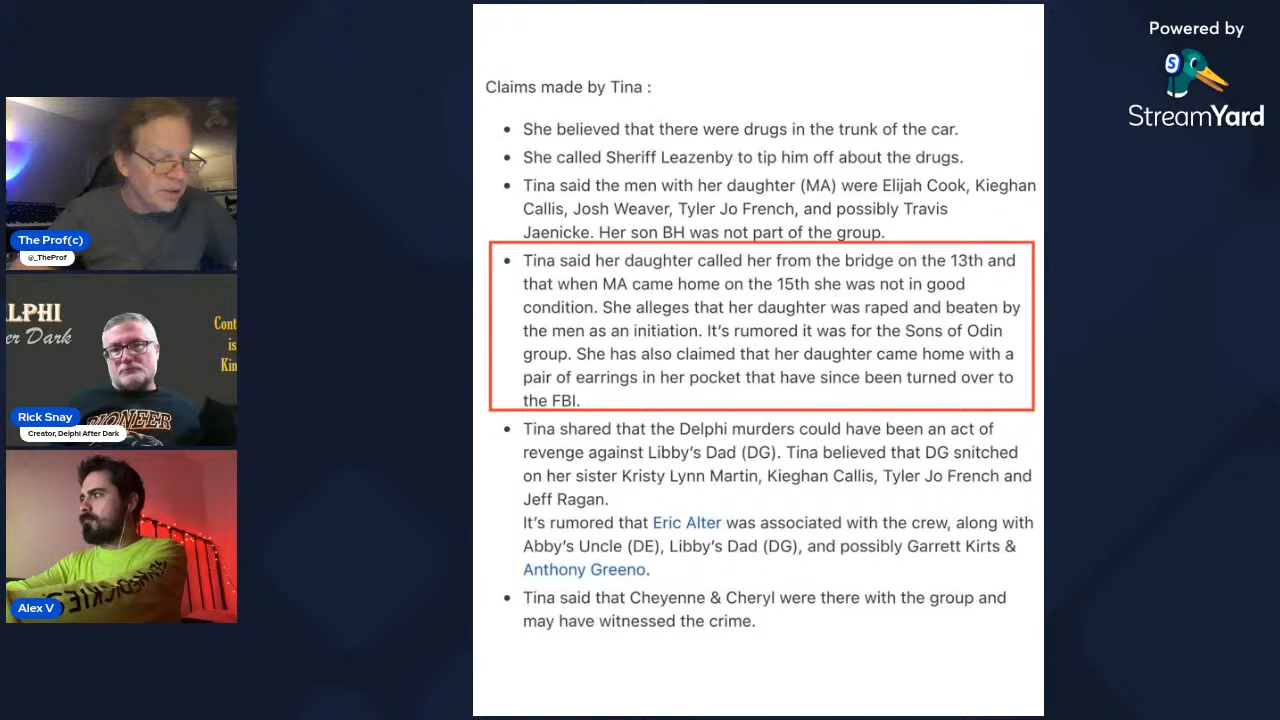 Powered by
StreamYard
The Prof(c)
@_TheProf
LPHI
er Dark
Cont
is
Kin
PIONEER
Rick Snay
Creator, Delphi After Dark
Alex V
Claims made by Tina :
• She believed that there were drugs in the trunk of the car.
• She called Sheriff Leazenby to tip him off about the drugs.
• Tina said the men with her daughter (MA) were Elijah Cook, Kieghan
Callis, Josh Weaver, Tyler Jo French, and possibly Travis
Jaenicke. Her son BH was not part of the group.
• Tina said her daughter called her from the bridge on the 13th and
that when MA came home on the 15th she was not in good
condition. She alleges that her daughter was raped and beaten by
the men as an initiation. It’s rumored it was for the Sons of Odin
group. She has also claimed that her daughter came home with a
pair of earrings in her pocket that have since been turned over to
the FBI.
• Tina shared that the Delphi murders could have been an act of
revenge against Libby’s Dad (DG). Tina believed that DG snitched
on her sister Kristy Lynn Martin, Kieghan Callis, Tyler Jo French and
Jeff Ragan.
It’s rumored that Eric Alter was associated with the crew, along with
Abby’s Uncle (DE), Libby’s Dad (DG), and possibly Garrett Kirts &
Anthony Greeno.
• Tina said that Cheyenne & Cheryl were there with the group and
may have witnessed the crime.